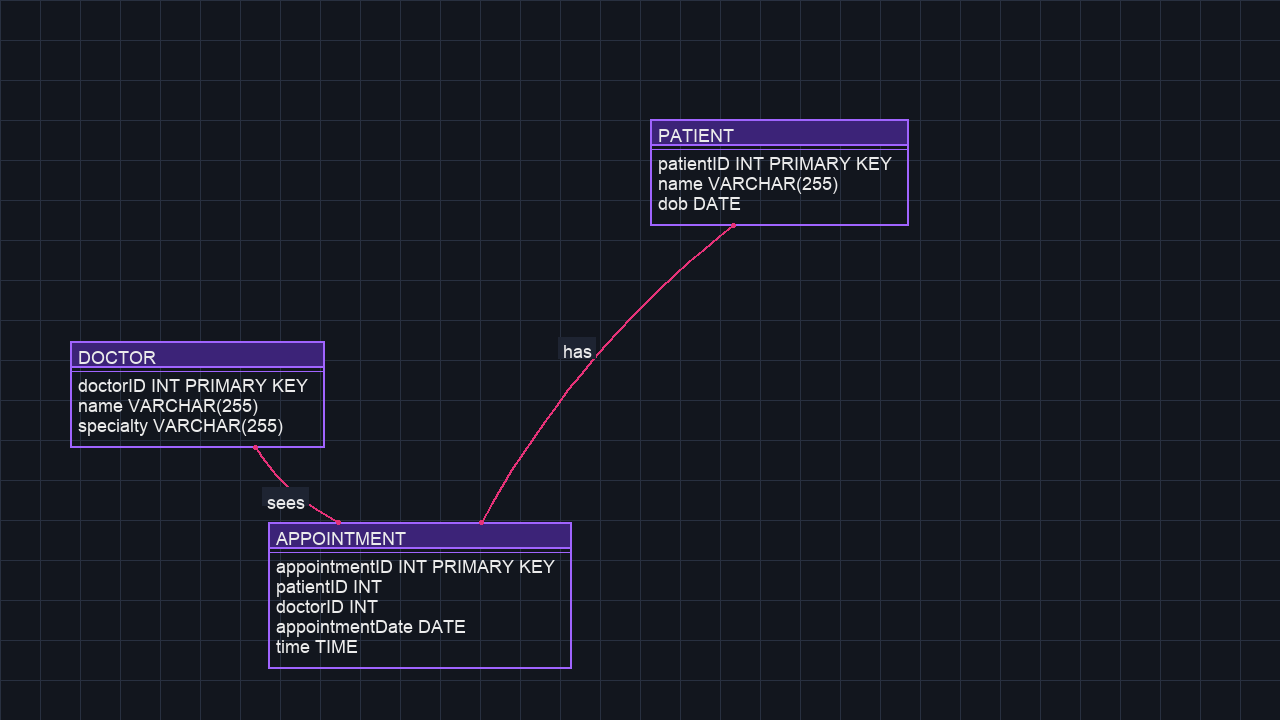 PATIENT
patientID INT PRIMARY KEY
name VARCHAR(255)
dob DATE
has
DOCTOR
doctorID INT PRIMARY KEY
name VARCHAR(255)
specialty VARCHAR(255)
sees
APPOINTMENT
appointmentID INT PRIMARY KEY
patientID INT
doctorID INT
appointmentDate DATE
time TIME